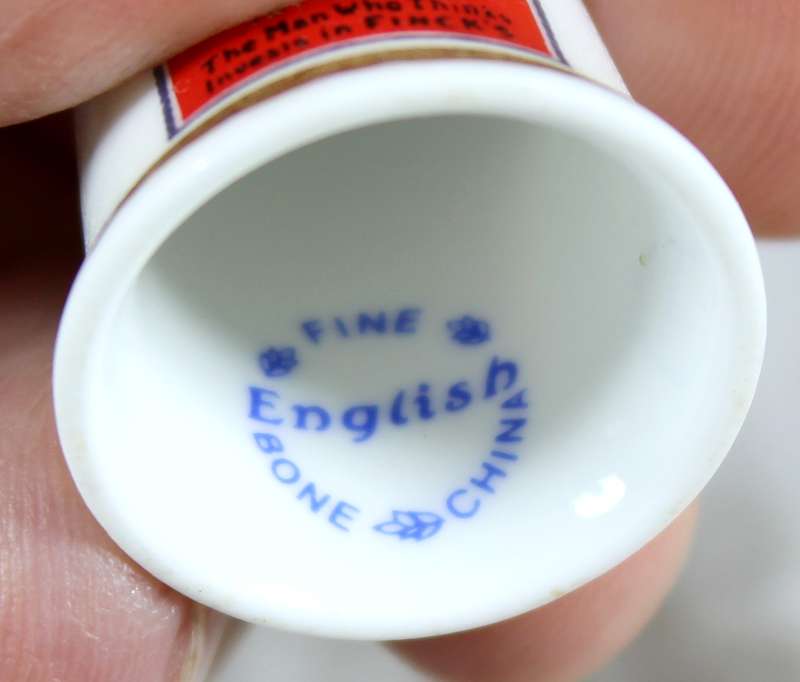 The Man Who Thinks
Invests in FINCK'S
FINE
English
BONE CHINA